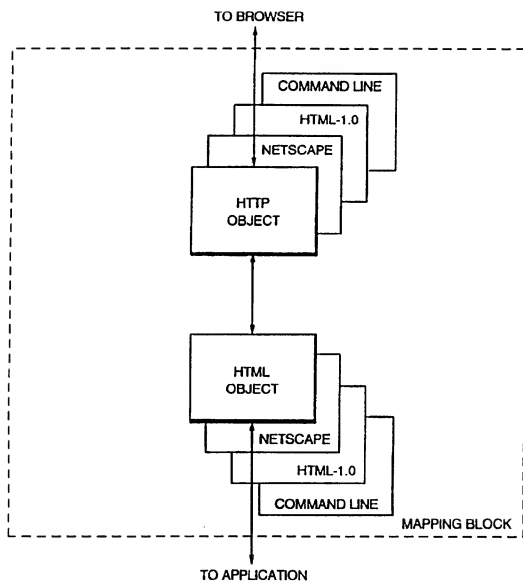 TO BROWSER
COMMAND LINE
HTML-1.0
NETSCAPE
HTTP
OBJECT
HTML
OBJECT
NETSCAPE
HTML-1.0
COMMAND LINE
MAPPING BLOCK
TO APPLICATION